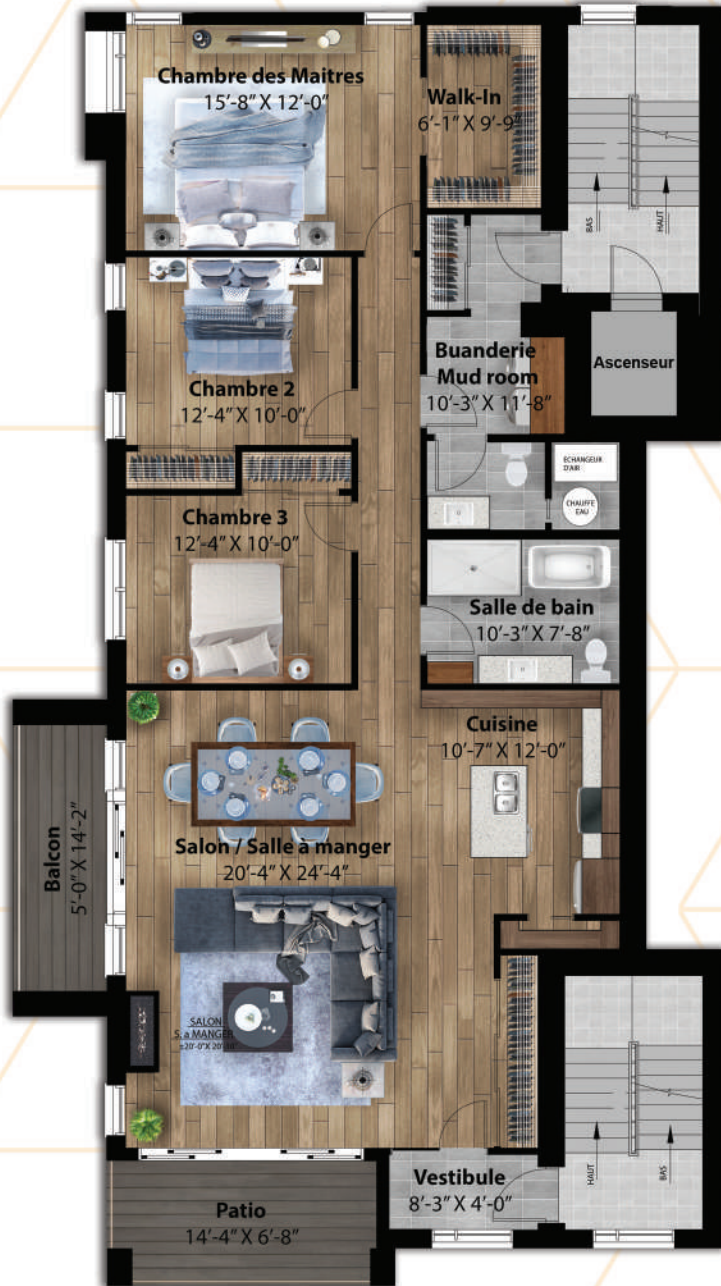 Chambre des Maitres
15'-8" X 12'-0"
Walk-In
6'-1" X 9'-9"
BAS
HAUT
Ascenseur
Buanderie
Mud room
10'-3" X 11'-8"
Chambre 2
12'-4" X 10'-0"
ÉCHANGEUR
D'AIR
CHAUFFE
EAU
Chambre 3
12'-4" X 10'-0"
Salle de bain
10'-3" X 7'-8"
Cuisine
10'-7" X 12'-0"
Salon / Salle à manger
20'-4" X 24'-4"
Balcon
5'-0" X 14'-2"
SALON
S. a MANGER
HAUT
BAS
Vestibule
8'-3" X 4'-0"
Patio
14'-4" X 6'-8"